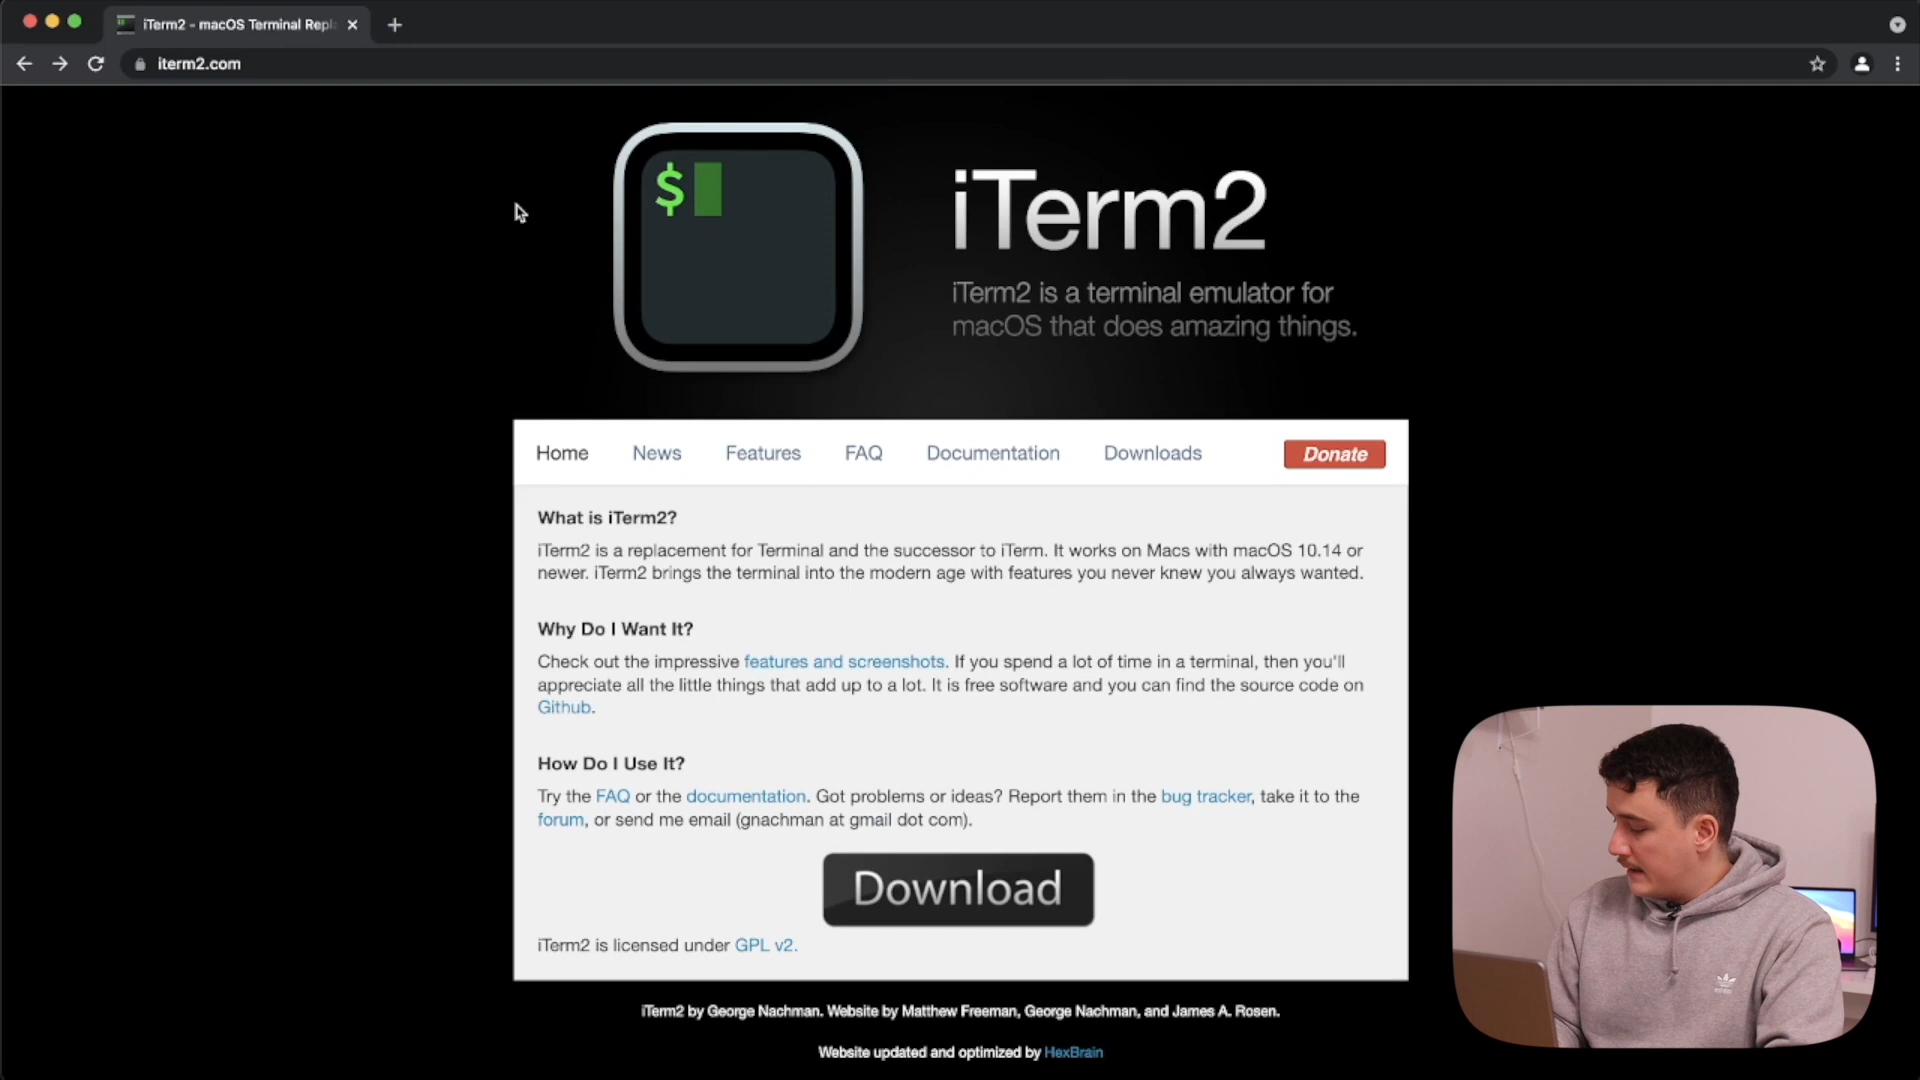 iTerm2 - macOS Terminal Repl
iterm2.com
$
iTerm2
iTerm2 is a terminal emulator for
macOS that does amazing things.
Home News Features FAQ Documentation Downloads Donate
What is iTerm2?
iTerm2 is a replacement for Terminal and the successor to iTerm. It works on Macs with macOS 10.14 or
newer. iTerm2 brings the terminal into the modern age with features you never knew you always wanted.
Why Do I Want It?
Check out the impressive features and screenshots. If you spend a lot of time in a terminal, then you'll
appreciate all the little things that add up to a lot. It is free software and you can find the source code on
Github.
How Do I Use It?
Try the FAQ or the documentation. Got problems or ideas? Report them in the bug tracker, take it to the
forum, or send me email (gnachman at gmail dot com).
Download
iTerm2 is licensed under GPL v2.
iTerm2 by George Nachman. Website by Matthew Freeman, George Nachman, and James A. Rosen.
Website updated and optimized by HexBrain